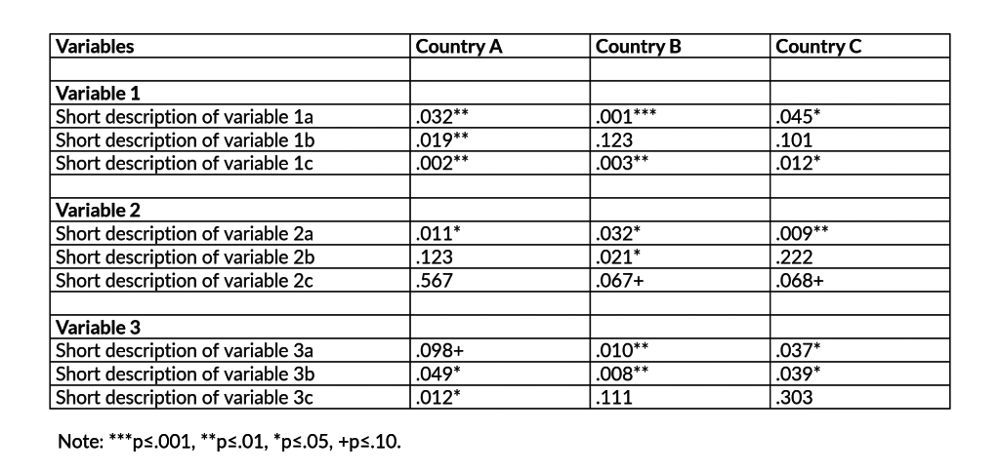 Variables Country A Country B Country C
Variable 1
Short description of variable 1a .032** .001*** .045*
Short description of variable 1b .019** .123 .101
Short description of variable 1c .002** .003** .012*
Variable 2
Short description of variable 2a .011* .032* .009**
Short description of variable 2b .123 .021* .222
Short description of variable 2c .567 .067+ .068+
Variable 3
Short description of variable 3a .098+ .010** .037*
Short description of variable 3b .049* .008** .039*
Short description of variable 3c .012* .111 .303
Note: ***p≤.001, **p≤.01, *p≤.05, +p≤.10.